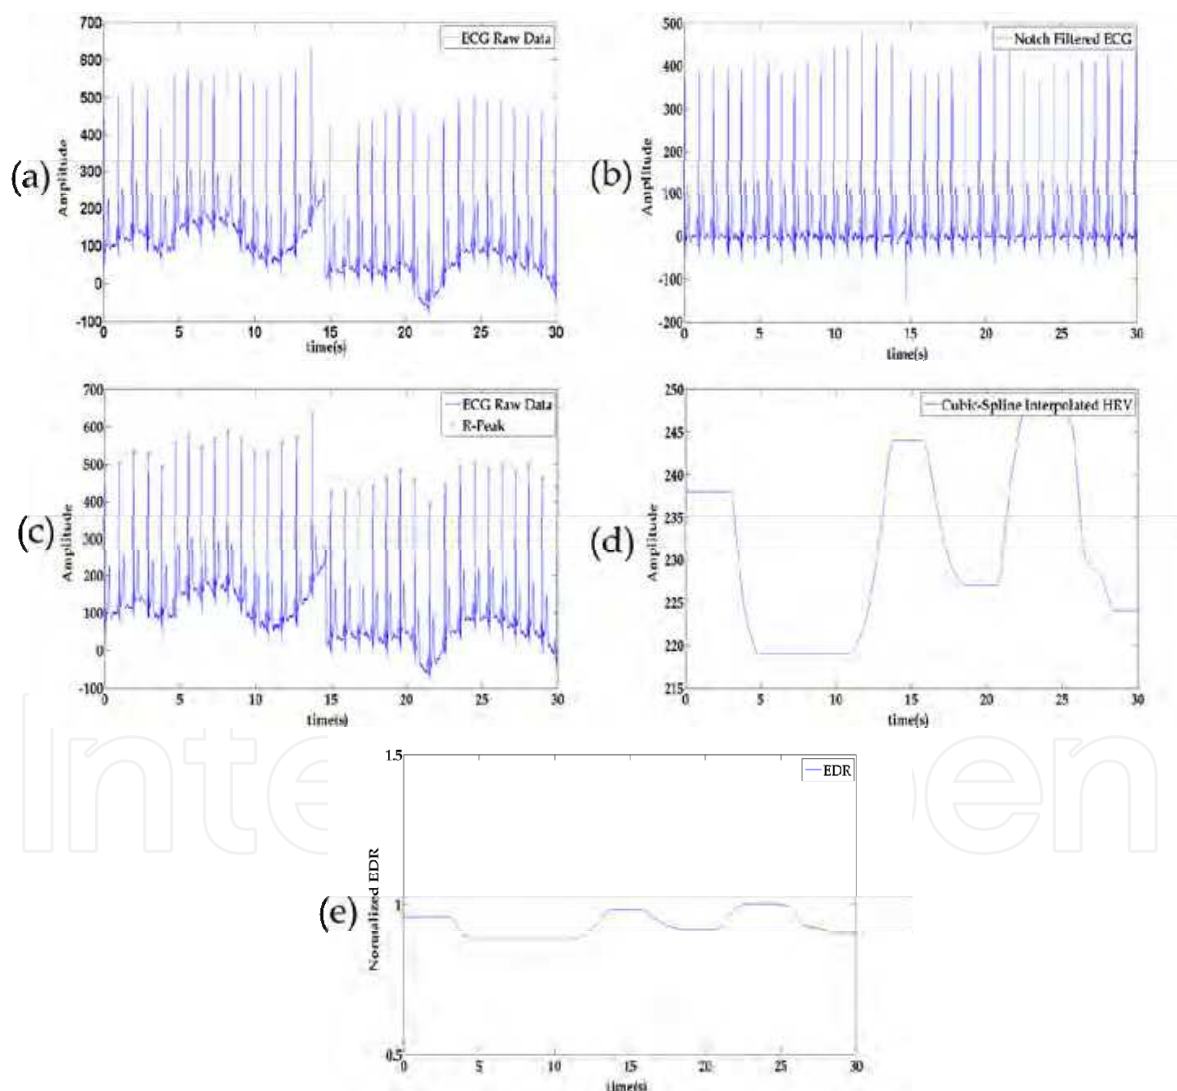 700
600
500
400
300
200
100
0
-100
Amplitude
ECG Raw Data
(a)
0 5 10 15 20 25 30
time(s)
500
400
300
200
100
0
-100
-200
Amplitude
Notch Filtered ECG
(b)
0 5 10 15 20 25 30
time(s)
700
600
500
400
300
200
100
0
-100
Amplitude
ECG Raw Data
R-Peak
(c)
0 5 10 15 20 25 30
time(s)
250
245
240
235
230
225
220
215
Amplitude
Cubic-Spline Interpolated HRV
(d)
0 5 10 15 20 25 30
time(s)
1.5
1
0.5
Normalized EDR
EDR
(e)
0 5 10 15 20 25 30
time(s)